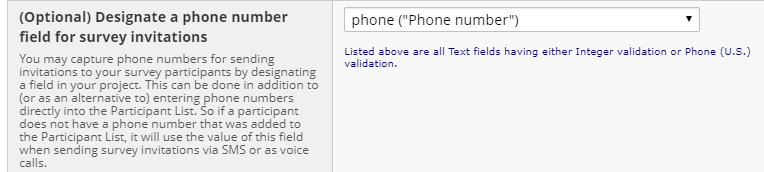 (Optional) Designate a phone number
field for survey invitations
You may capture phone numbers for sending
invitations to your survey participants by designating
a field in your project. This can be done in addition to
(or as an alternative to) entering phone numbers
directly into the Participant List. So if a participant
does not have a phone number that was added to
the Participant List, it will use the value of this field
when sending survey invitations via SMS or as voice
calls.
phone ("Phone number")
Listed above are all Text fields having either Integer validation or Phone (U.S.)
validation.